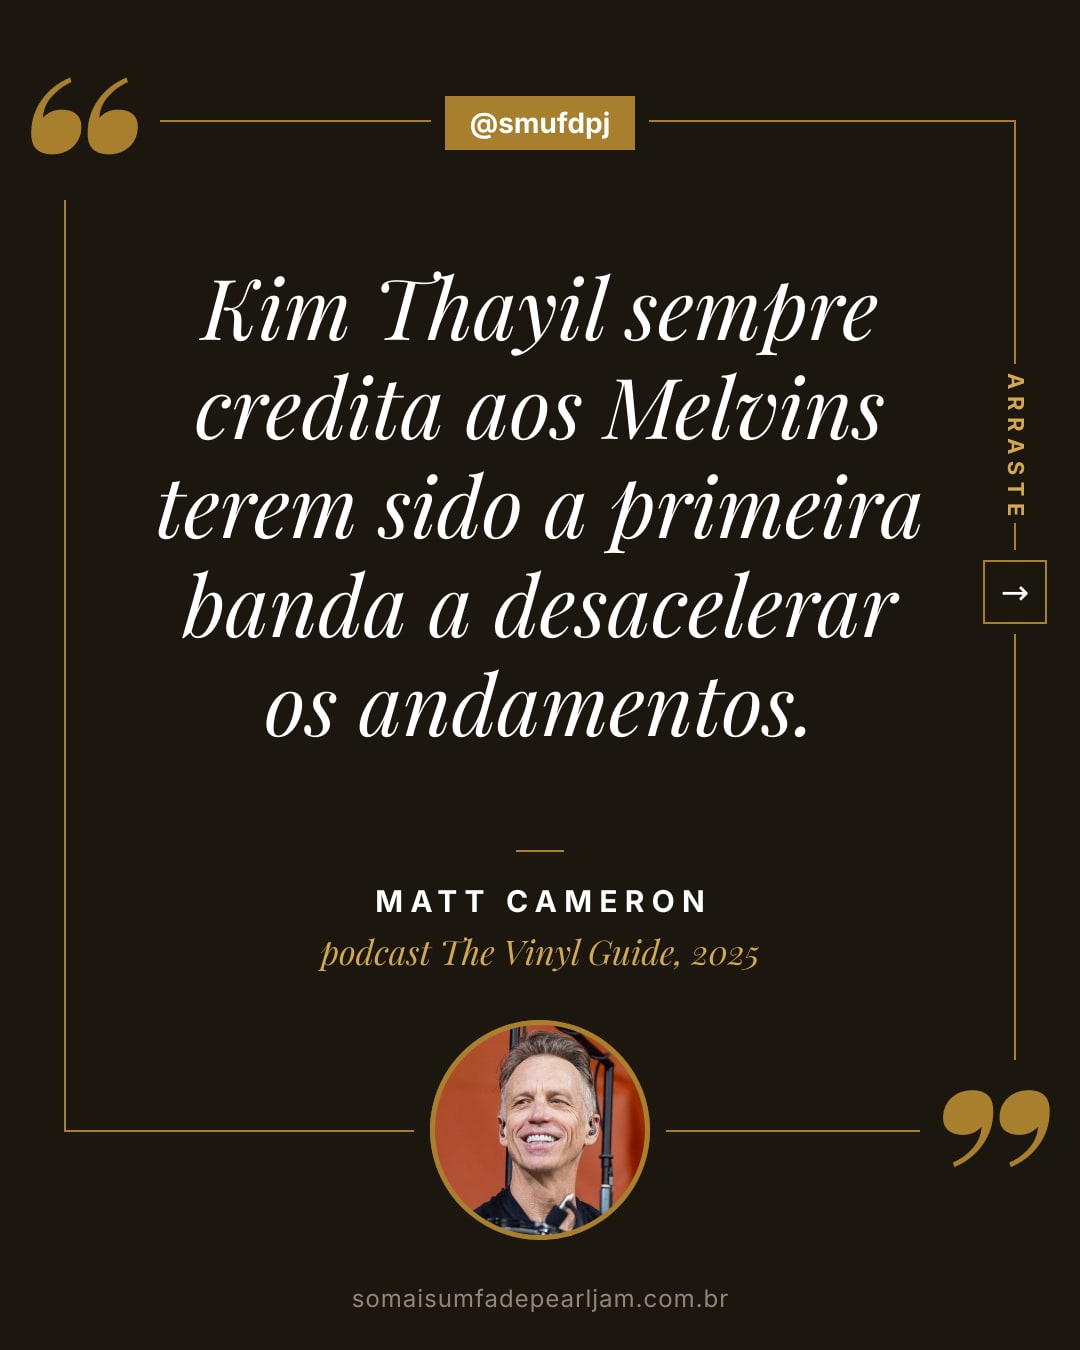 @smufdpj
Kim Thayil sempre
credita aos Melvins
terem sido a primeira
banda a desacelerar
os andamentos.
ARRASTE
→
MATT CAMERON
podcast The Vinyl Guide, 2025
somaisumfadepearljam.com.br